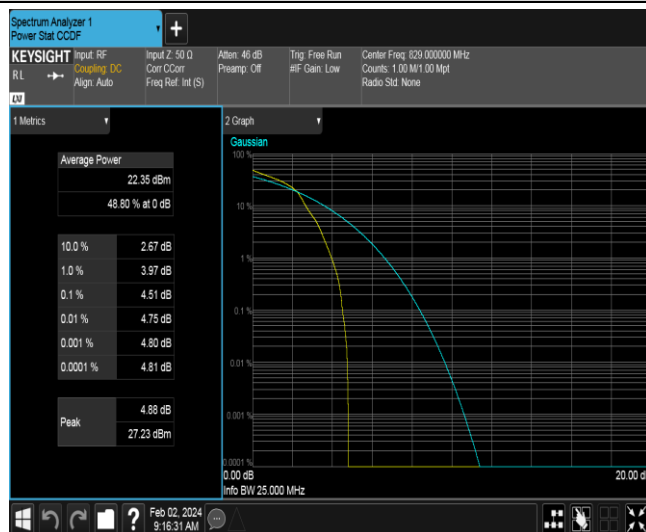 Spectrum Analyzer 1
Power Stat CCDF
+
KEYSIGHT Input: RF Input Z: 50 Ω Atten: 46 dB Trig: Free Run Center Freq: 829.000000 MHz
RL Coupling: DC Corr CCorr Preamp: Off #IF Gain: Low Counts: 1.00 M/1.00 Mpt
Align: Auto Freq Ref: Int (S) Radio Std: None
LXI
1 Metrics 2 Graph
Average Power
22.35 dBm
48.80 % at 0 dB
10.0 % 2.67 dB
1.0 % 3.97 dB
0.1 % 4.51 dB
0.01 % 4.75 dB
0.001 % 4.80 dB
0.0001 % 4.81 dB
Peak 4.88 dB
27.23 dBm
Gaussian
100 %
10 %
1 %
0.1 %
0.01 %
0.001 %
0.0001 %
0.00 dB 20.00 d
Info BW 25.000 MHz
? Feb 02, 2024
9:16:31 AM